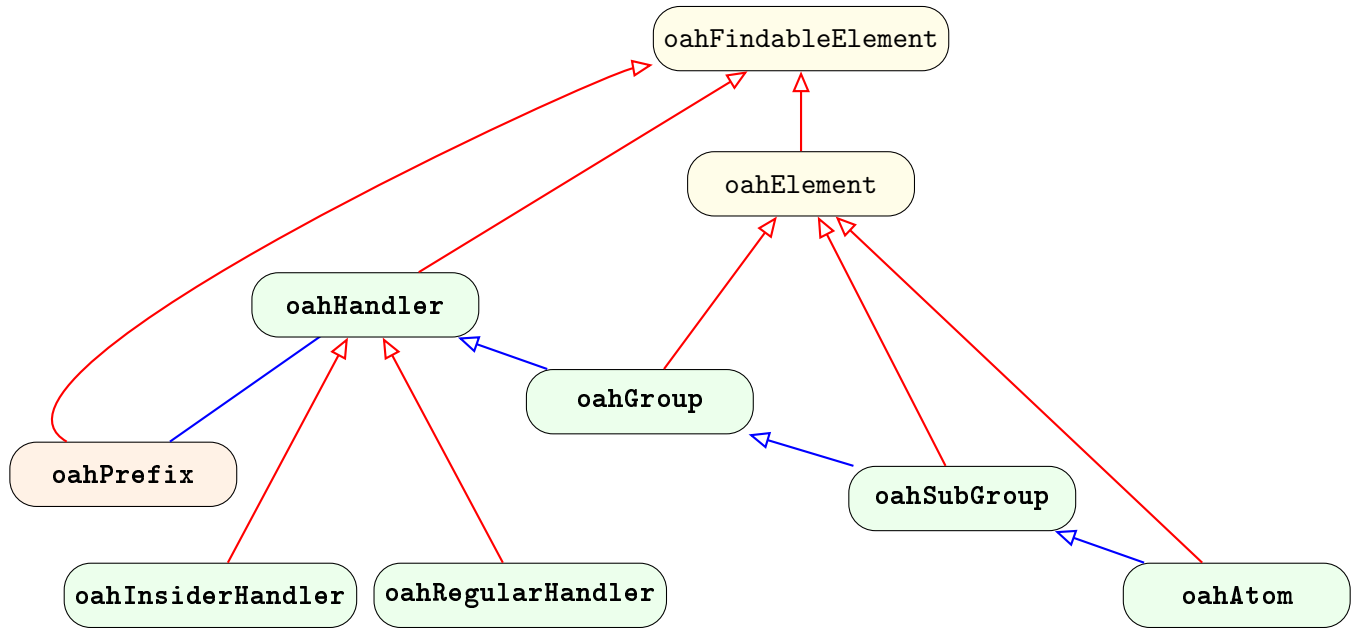 oahFindableElement
oahElement
oahHandler
oahGroup
oahPrefix
oahSubGroup
oahInsiderHandler
oahRegularHandler
oahAtom